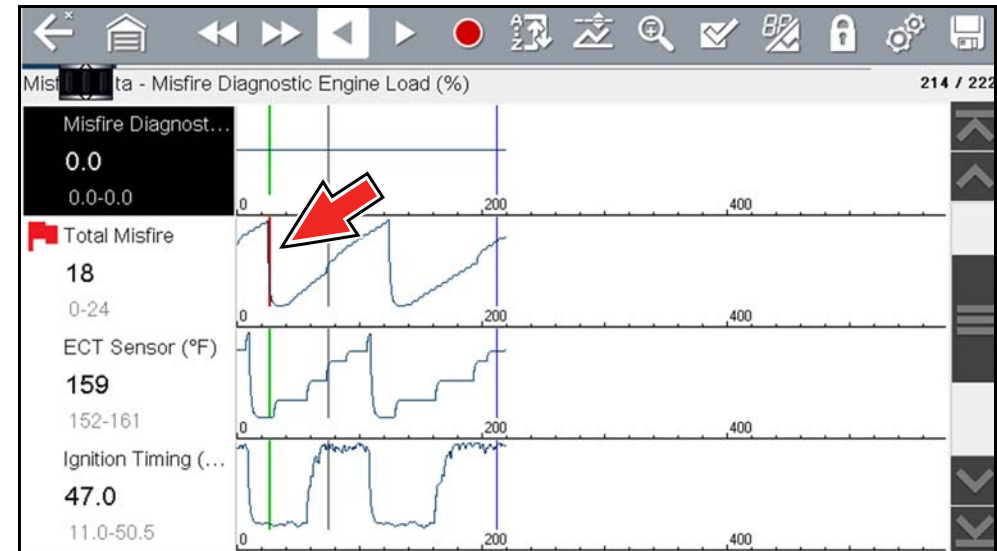 Misf ta - Misfire Diagnostic Engine Load (%) 214 / 222
Misfire Diagnost...
0.0
0.0-0.0
0 200 400
Total Misfire
18
0-24
0 200 400
ECT Sensor (°F)
159
152-161
0 200 400
Ignition Timing (...
47.0
11.0-50.5
0 200 400